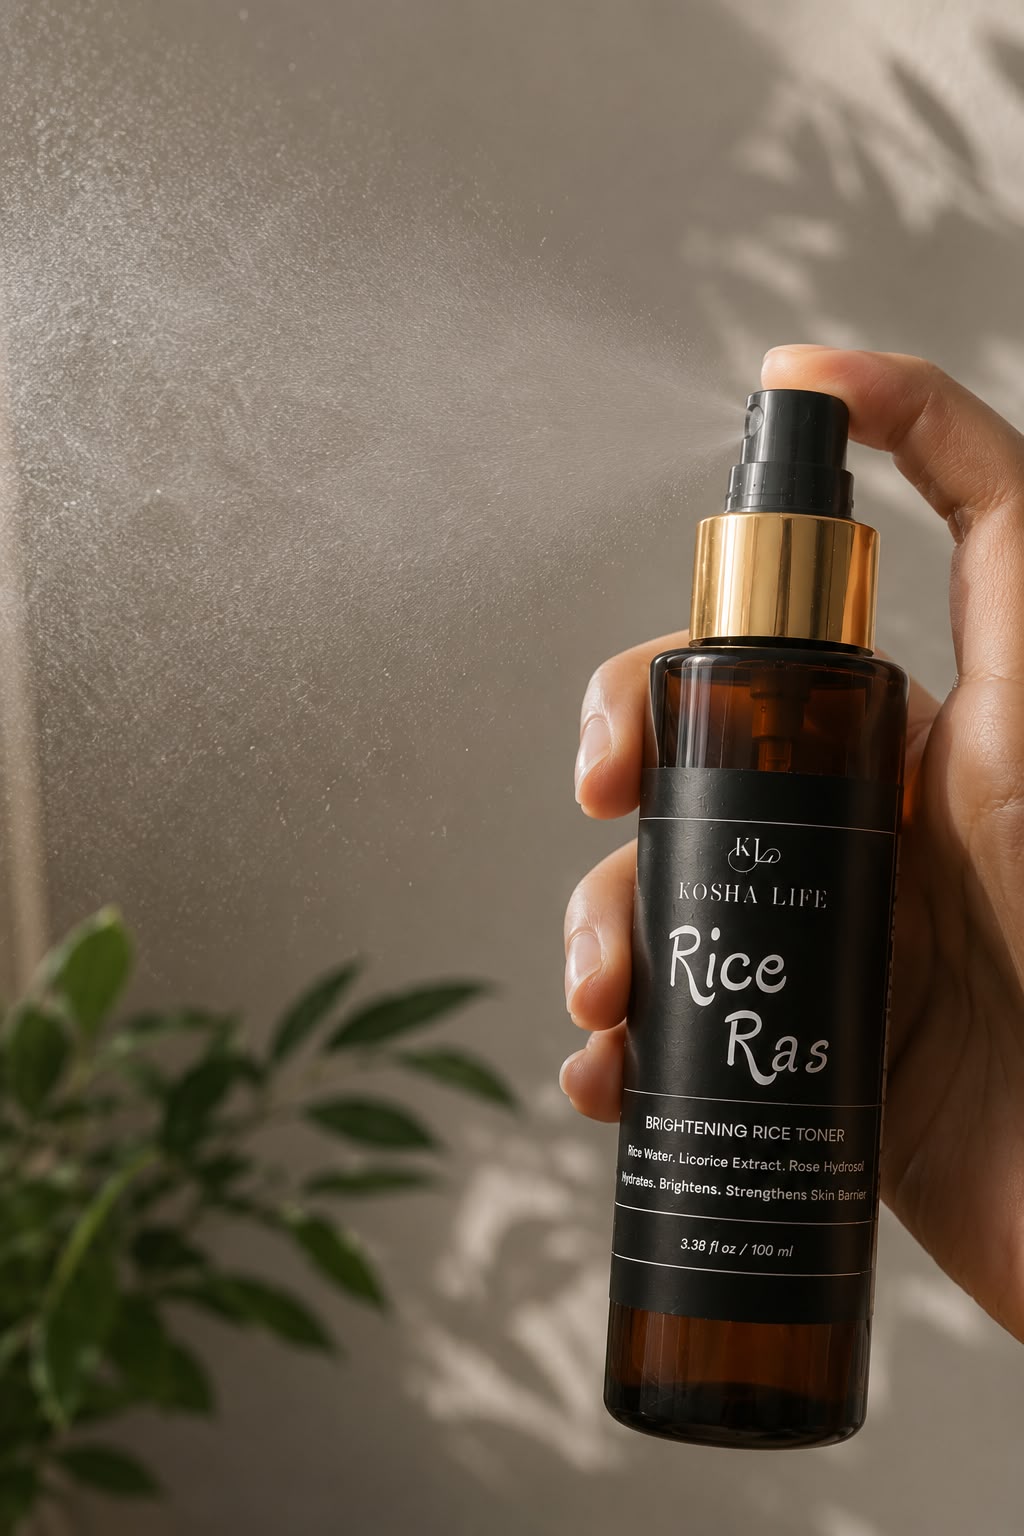 KL
KOSHA LIFE
Rice
Ras
BRIGHTENING RICE TONER
Rice Water. Licorice Extract. Rose Hydrosol
Hydrates. Brightens. Strengthens Skin Barrier
3.38 fl oz / 100 ml